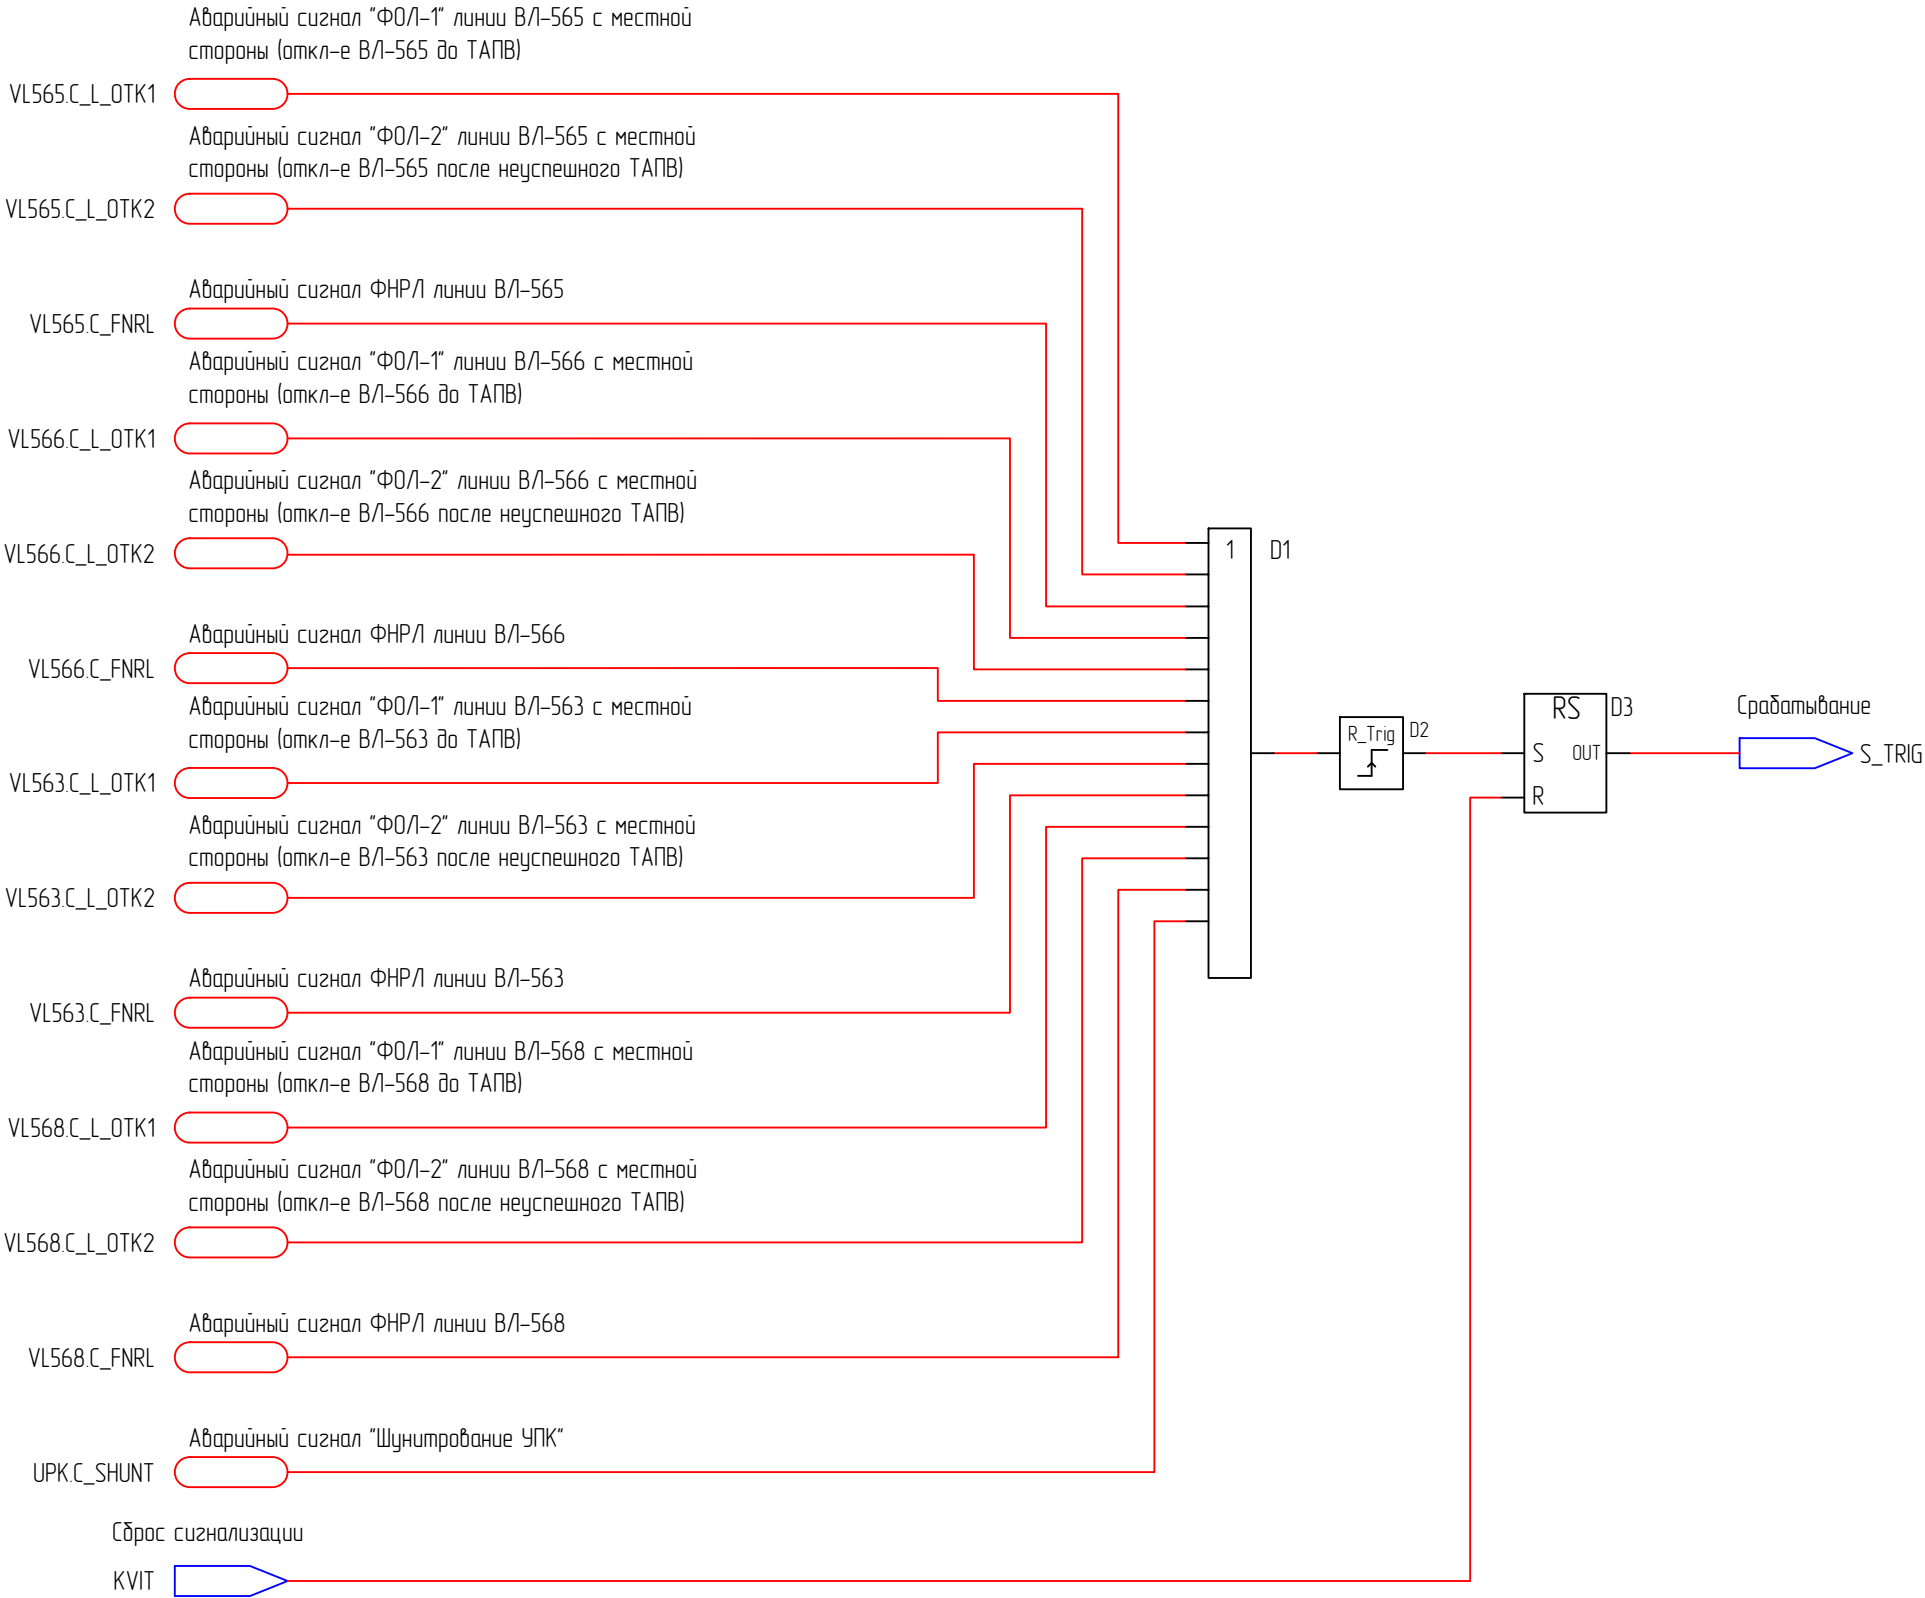 Аварийный сигнал "ФОЛ-1" линии ВЛ-565 с местной
стороны (откл-е ВЛ-565 до ТАПВ)
VL565.C_L_OTK1
Аварийный сигнал "ФОЛ-2" линии ВЛ-565 с местной
стороны (откл-е ВЛ-565 после неуспешного ТАПВ)
VL565.C_L_OTK2
Аварийный сигнал ФНРЛ линии ВЛ-565
VL565.C_FNRL
Аварийный сигнал "ФОЛ-1" линии ВЛ-566 с местной
стороны (откл-е ВЛ-566 до ТАПВ)
VL566.C_L_OTK1
Аварийный сигнал "ФОЛ-2" линии ВЛ-566 с местной
стороны (откл-е ВЛ-566 после неуспешного ТАПВ)
VL566.C_L_OTK2
Аварийный сигнал ФНРЛ линии ВЛ-566
VL566.C_FNRL
Аварийный сигнал "ФОЛ-1" линии ВЛ-563 с местной
стороны (откл-е ВЛ-563 до ТАПВ)
VL563.C_L_OTK1
Аварийный сигнал "ФОЛ-2" линии ВЛ-563 с местной
стороны (откл-е ВЛ-563 после неуспешного ТАПВ)
VL563.C_L_OTK2
Аварийный сигнал ФНРЛ линии ВЛ-563
VL563.C_FNRL
Аварийный сигнал "ФОЛ-1" линии ВЛ-568 с местной
стороны (откл-е ВЛ-568 до ТАПВ)
VL568.C_L_OTK1
Аварийный сигнал "ФОЛ-2" линии ВЛ-568 с местной
стороны (откл-е ВЛ-568 после неуспешного ТАПВ)
VL568.C_L_OTK2
Аварийный сигнал ФНРЛ линии ВЛ-568
VL568.C_FNRL
Аварийный сигнал "Шунитрование УПК"
UPK.C_SHUNT
Сброс сигнализации
KVIT
1 D1
R_Trig D2
RS D3
S OUT
R
Срабатывание
S_TRIG